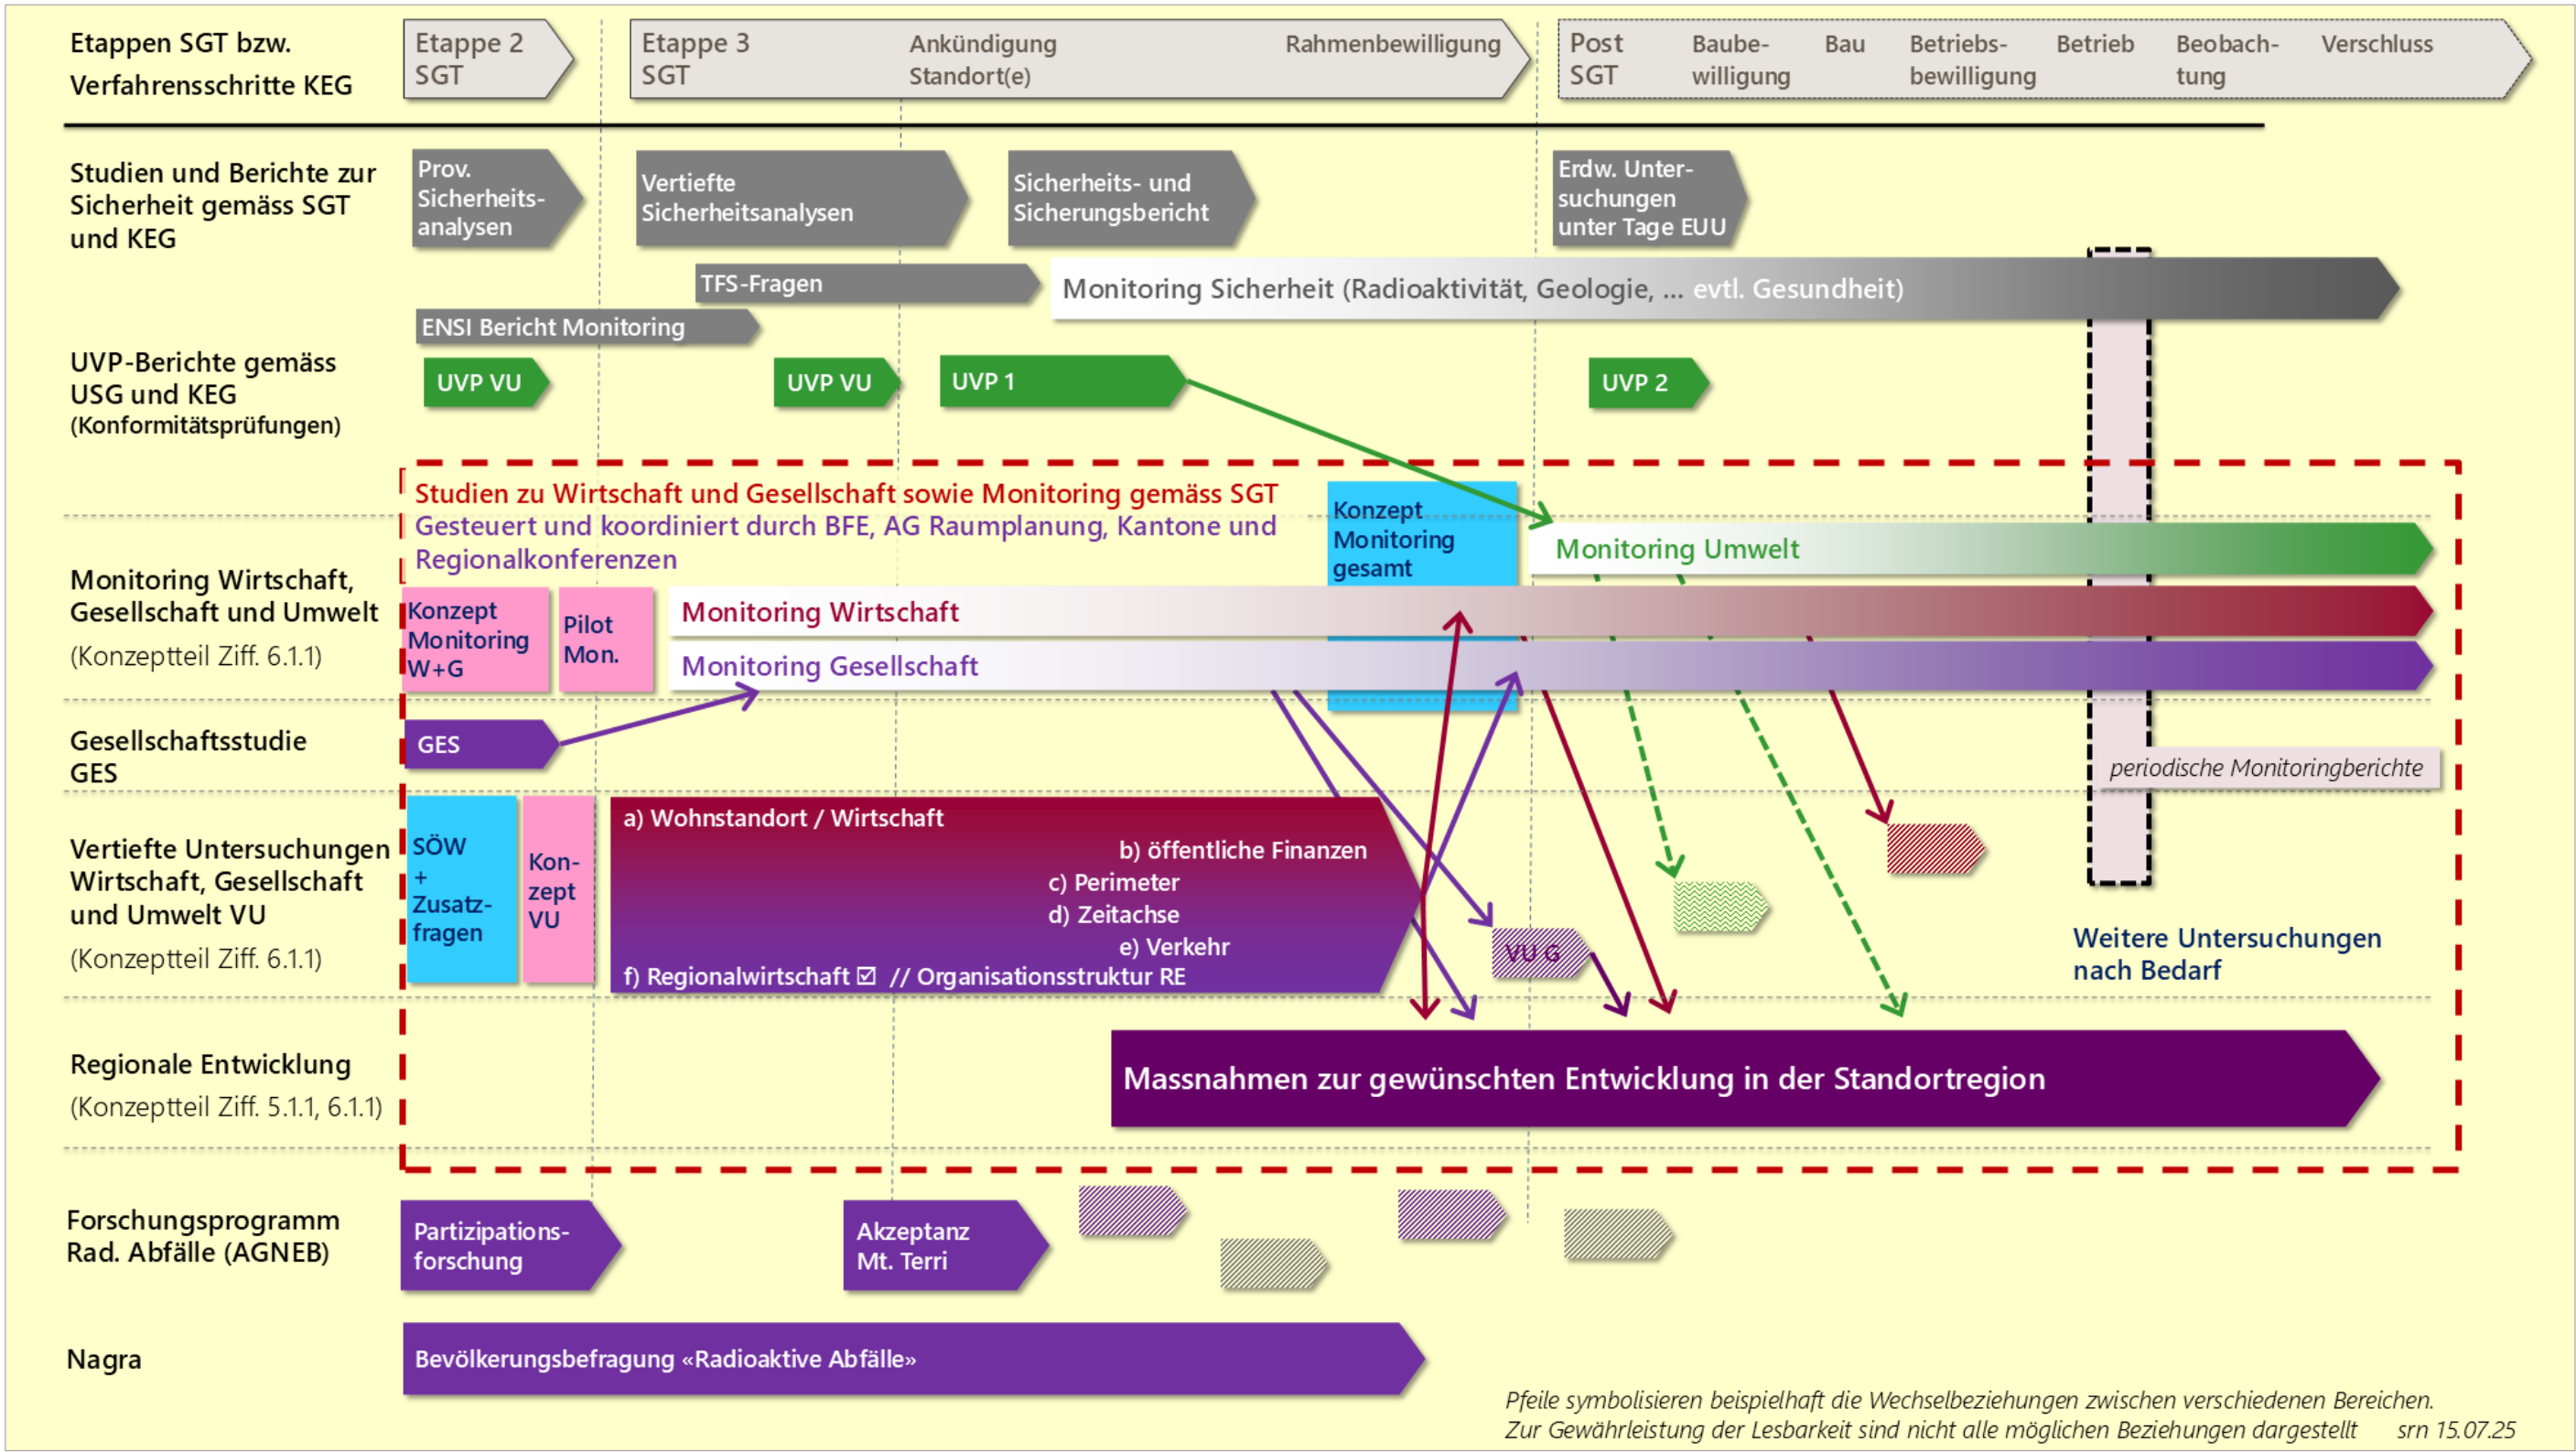 Etappen SGT bzw.
Verfahrensschritte KEG
Etappe 2
SGT
Etappe 3
SGT
Ankündigung
Standort(e)
Rahmenbewilligung
Post
SGT
Baube-
willigung
Bau
Betriebs-
bewilligung
Betrieb
Beobach-
tung
Verschluss
Studien und Berichte zur
Sicherheit gemäss SGT
und KEG
Prov.
Sicherheits-
analysen
Vertiefte
Sicherheitsanalysen
Sicherheits- und
Sicherungsbericht
Erdw. Unter-
suchungen
unter Tage EUU
TFS-Fragen
Monitoring Sicherheit (Radioaktivität, Geologie, ... evtl. Gesundheit)
ENSI Bericht Monitoring
UVP-Berichte gemäss
USG und KEG
(Konformitätsprüfungen)
UVP VU
UVP VU
UVP 1
UVP 2
Studien zu Wirtschaft und Gesellschaft sowie Monitoring gemäss SGT
Gesteuert und koordiniert durch BFE, AG Raumplanung, Kantone und
Regionalkonferenzen
Konzept
Monitoring
gesamt
Monitoring Umwelt
Monitoring Wirtschaft,
Gesellschaft und Umwelt
(Konzeptteil Ziff. 6.1.1)
Konzept
Monitoring
W+G
Pilot
Mon.
Monitoring Wirtschaft
Monitoring Gesellschaft
Gesellschaftsstudie
GES
GES
periodische Monitoringberichte
Vertiefte Untersuchungen
Wirtschaft, Gesellschaft
und Umwelt VU
(Konzeptteil Ziff. 6.1.1)
SÖW
+
Zusatz-
fragen
Kon-
zept
VU
a) Wohnstandort / Wirtschaft
b) öffentliche Finanzen
c) Perimeter
d) Zeitachse
e) Verkehr
f) Regionalwirtschaft ☑ // Organisationsstruktur RE
VU G
Weitere Untersuchungen
nach Bedarf
Regionale Entwicklung
(Konzeptteil Ziff. 5.1.1, 6.1.1)
Massnahmen zur gewünschten Entwicklung in der Standortregion
Forschungsprogramm
Rad. Abfälle (AGNEB)
Partizipations-
forschung
Akzeptanz
Mt. Terri
Nagra
Bevölkerungsbefragung «Radioaktive Abfälle»
Pfeile symbolisieren beispielhaft die Wechselbeziehungen zwischen verschiedenen Bereichen.
Zur Gewährleistung der Lesbarkeit sind nicht alle möglichen Beziehungen dargestellt srn 15.07.25